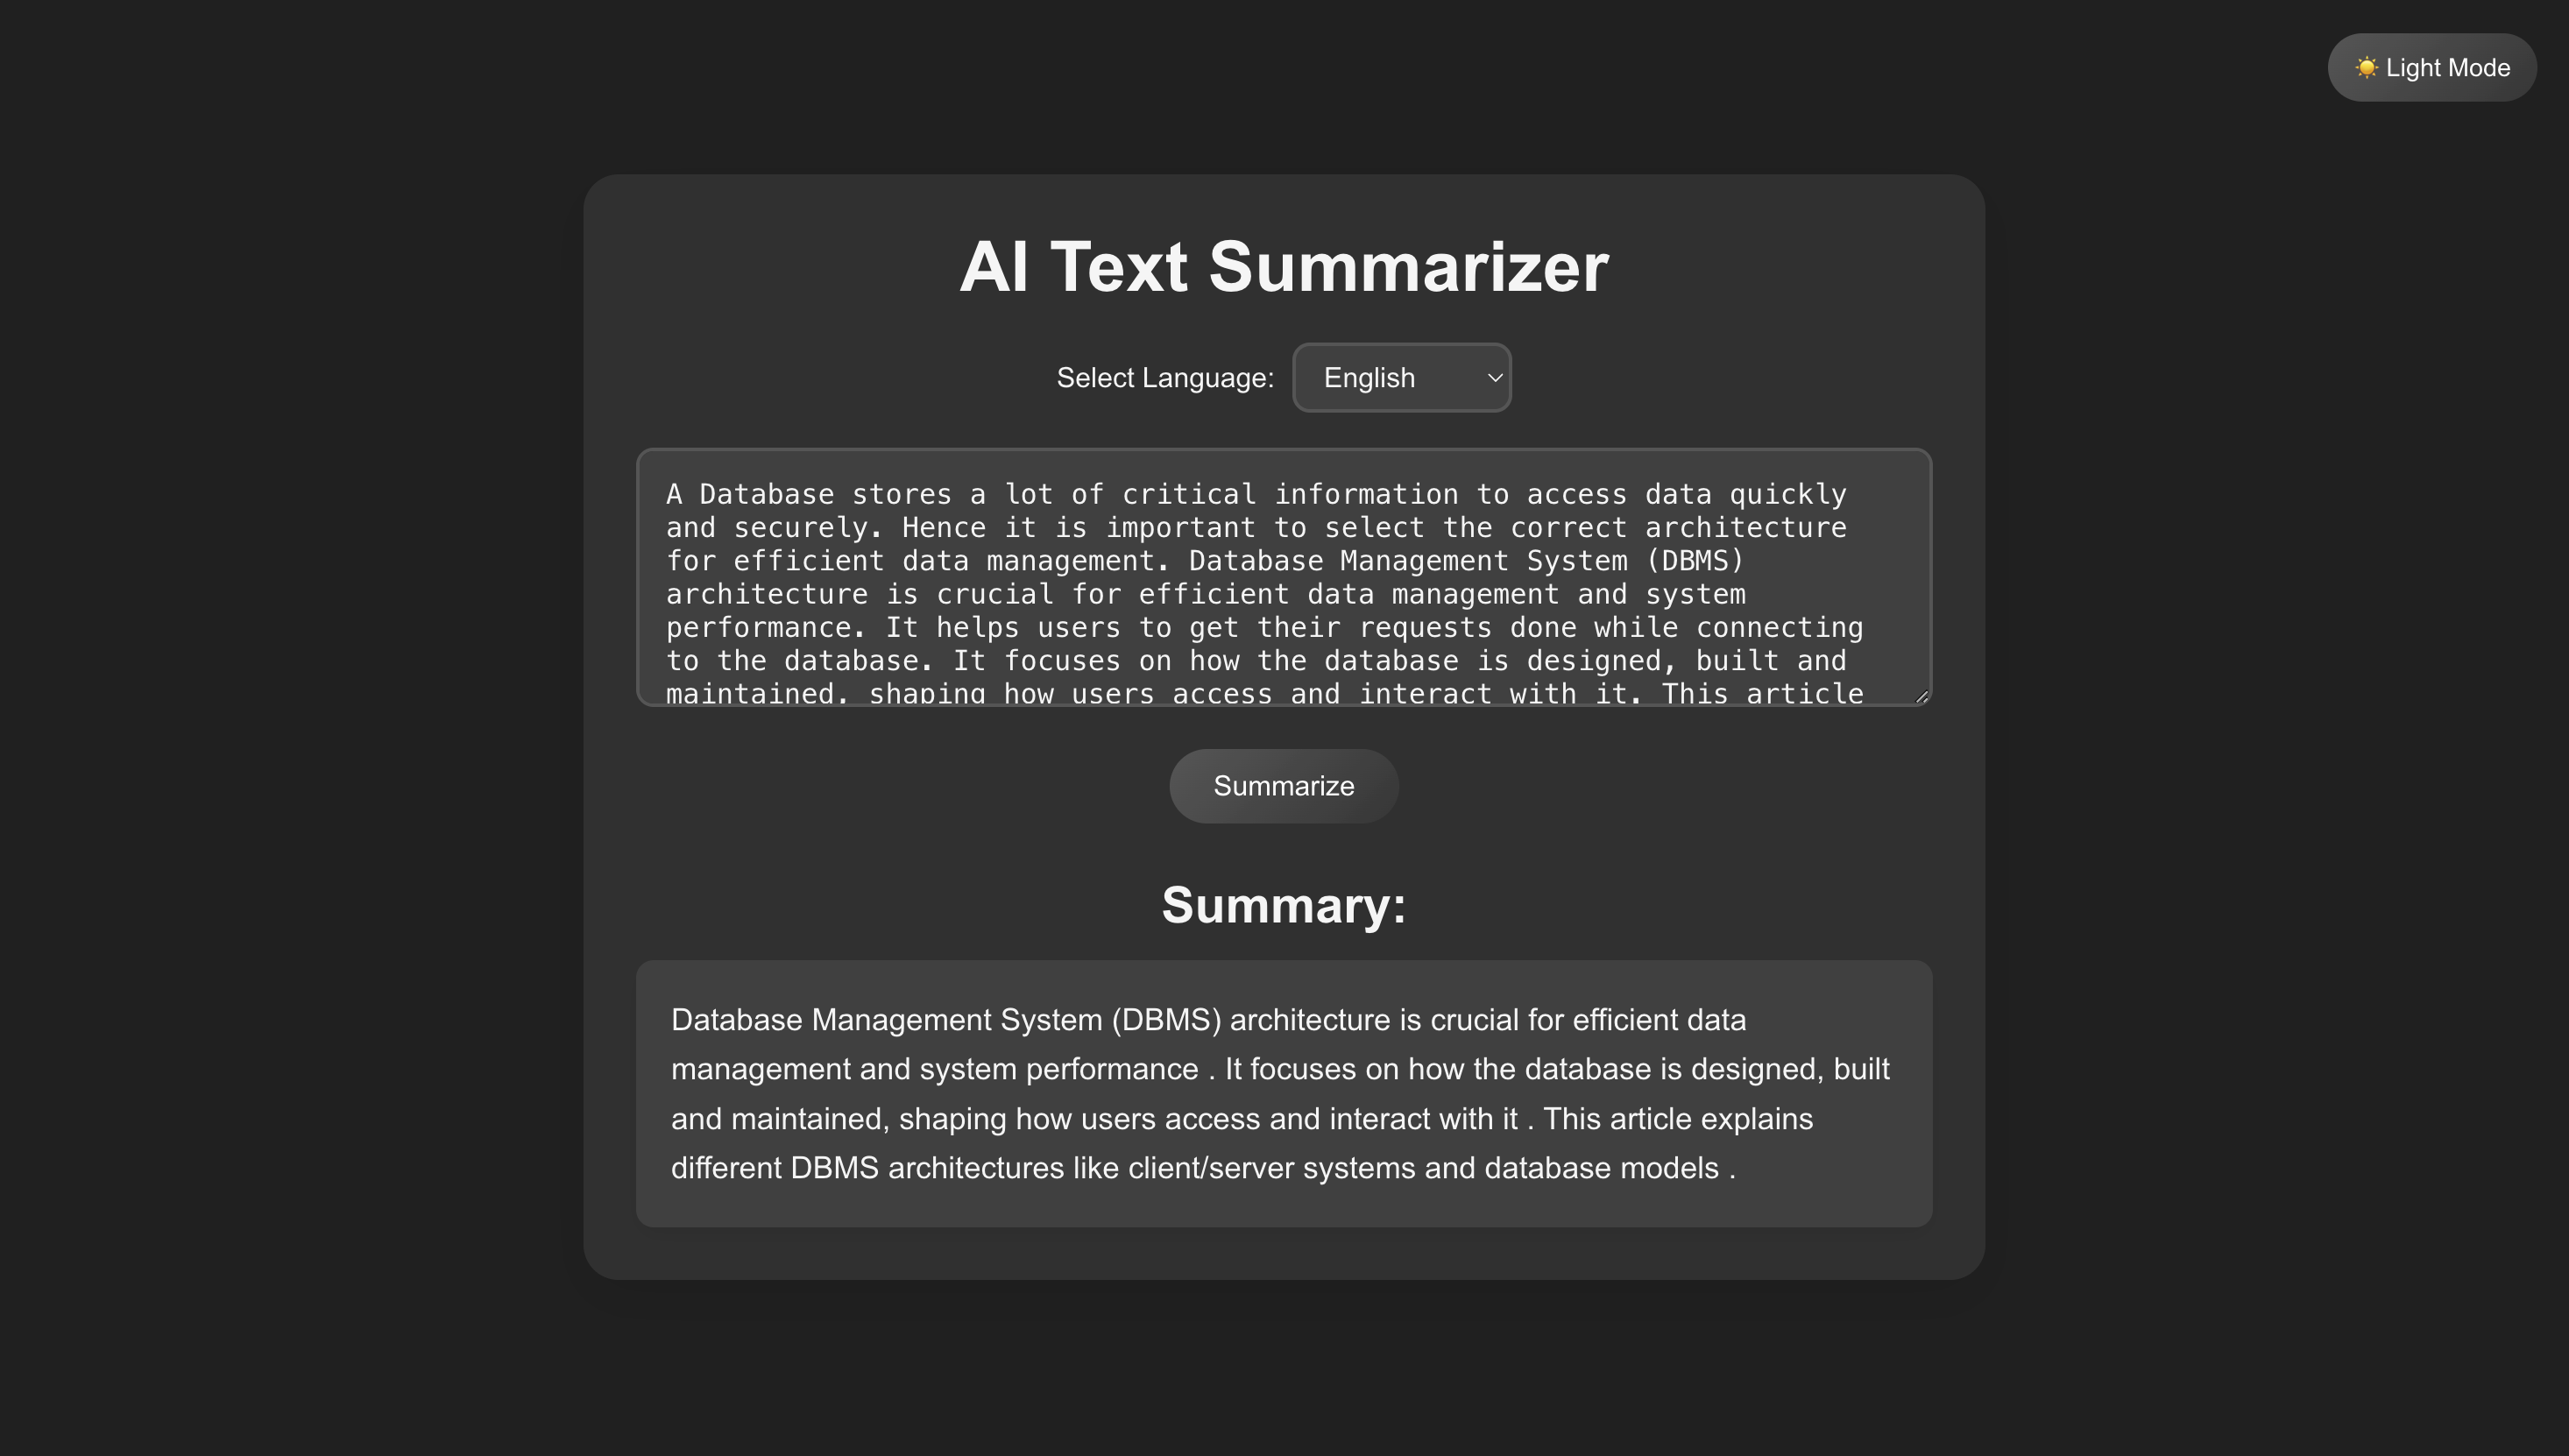 ☀️ Light Mode
AI Text Summarizer
Select Language: English
A Database stores a lot of critical information to access data quickly
and securely. Hence it is important to select the correct architecture
for efficient data management. Database Management System (DBMS)
architecture is crucial for efficient data management and system
performance. It helps users to get their requests done while connecting
to the database. It focuses on how the database is designed, built and
maintained, shaping how users access and interact with it. This article
Summarize
Summary:
Database Management System (DBMS) architecture is crucial for efficient data
management and system performance . It focuses on how the database is designed, built
and maintained, shaping how users access and interact with it . This article explains
different DBMS architectures like client/server systems and database models .